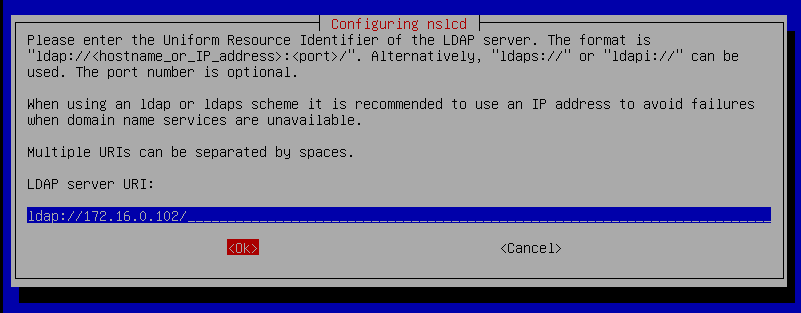 Configuring nslcd
Please enter the Uniform Resource Identifier of the LDAP server. The format is
"ldap://<hostname_or_IP_address>:<port>/". Alternatively, "ldaps://" or "ldapi://" can be
used. The port number is optional.
When using an ldap or ldaps scheme it is recommended to use an IP address to avoid failures
when domain name services are unavailable.
Multiple URIs can be separated by spaces.
LDAP server URI:
ldap://172.16.0.102/
<Ok> <Cancel>